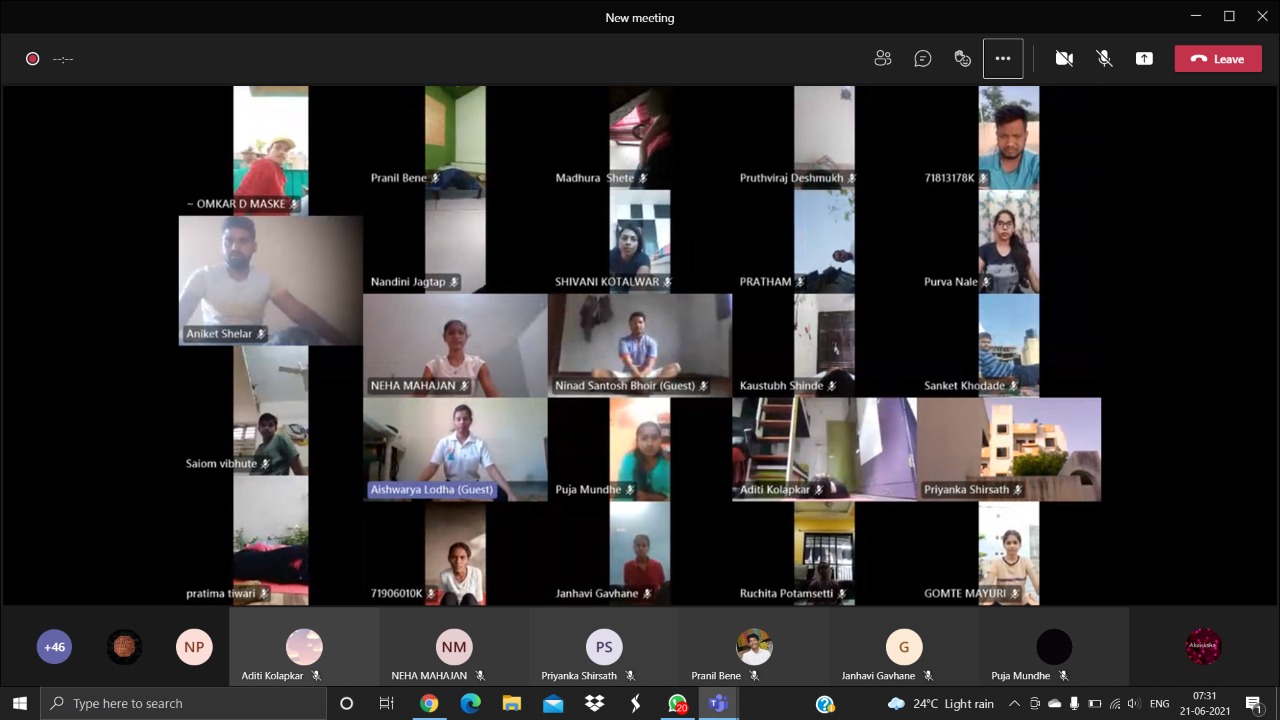 New meeting
--:--
Leave
~ OMKAR D MASKE
Pranil Bene
Madhura Shete
Pruthviraj Deshmukh
71813178K
Aniket Shelar
Nandini Jagtap
SHIVANI KOTALWAR
PRATHAM
Purva Nale
NEHA MAHAJAN
Ninad Santosh Bhoir (Guest)
Kaustubh Shinde
Sanket Khodade
Saiom vibhute
Aishwarya Lodha (Guest)
Puja Mundhe
Aditi Kolapkar
Priyanka Shirsath
pratima tiwari
71906010K
Janhavi Gavhane
Ruchita Potamsetti
GOMTE MAYURI
+46
NP
Aditi Kolapkar
NM
NEHA MAHAJAN
PS
Priyanka Shirsath
Pranil Bene
G
Janhavi Gavhane
Puja Mundhe
Type here to search
20
24°C Light rain
ENG
07:31
21-06-2021
1